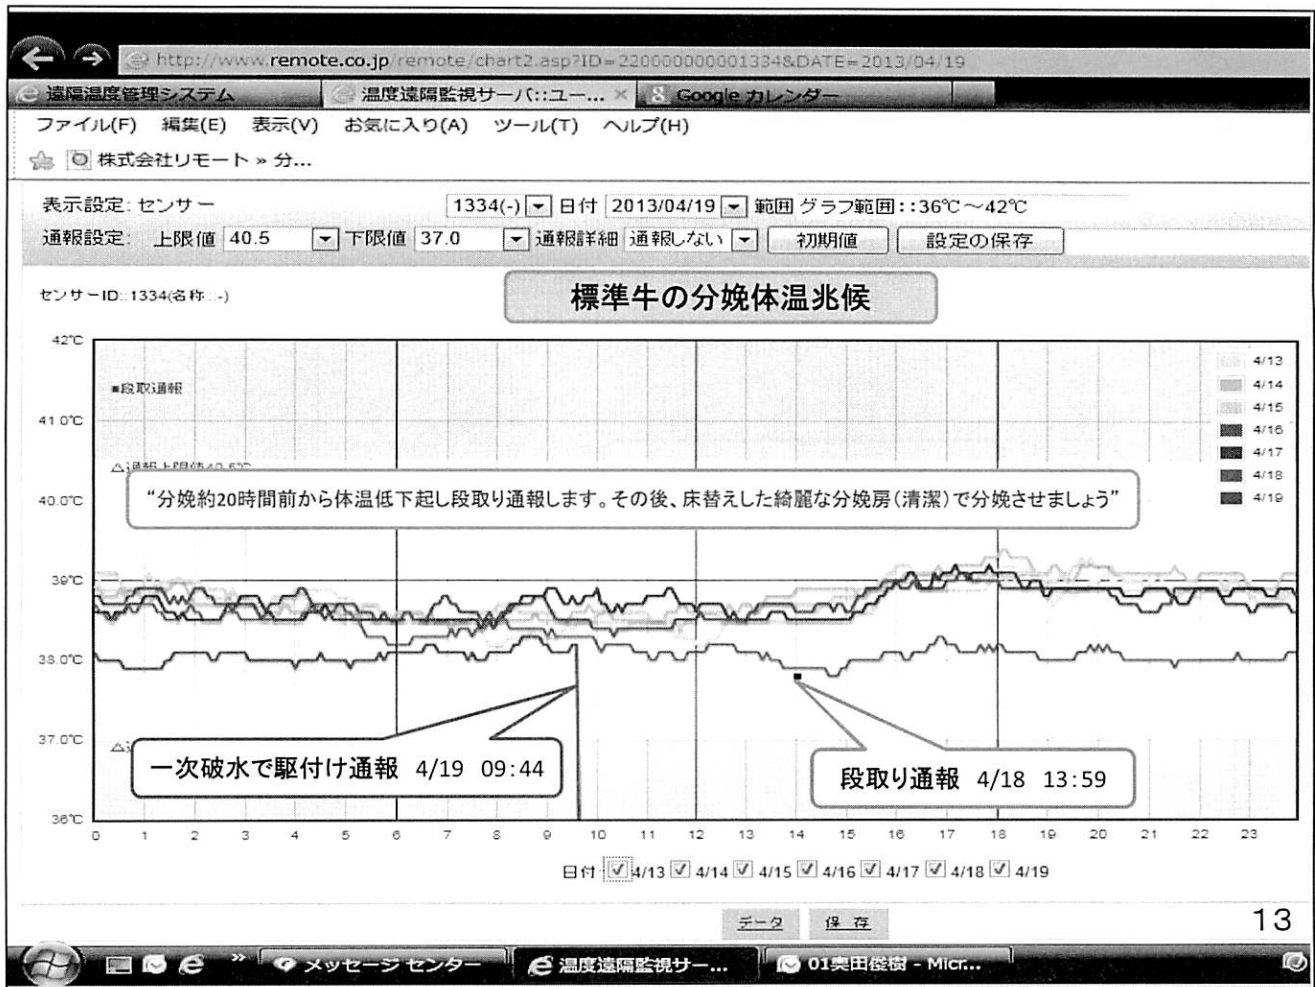 http://www.remote.co.jp/remote/chart2.asp?ID=2200000000001334&DATE=2013/04/19
遠隔温度管理システム
温度遠隔監視サーバ::ユー... ×
Google カレンダー
ファイル(F) 編集(E) 表示(V) お気に入り(A) ツール(T) ヘルプ(H)
株式会社リモート » 分...
表示設定: センサー 1334(-) 日付 2013/04/19 範囲 グラフ範囲::36℃～42℃
通報設定: 上限値 40.5 下限値 37.0 通報詳細 通報しない 初期値 設定の保存
センサーID::1334(名称::-)
標準牛の分娩体温兆候
42℃
■段取通報
41.0℃
△通報上限値40.5℃
40.0℃
“分娩約20時間前から体温低下起し段取り通報します。その後、床替えした綺麗な分娩房(清潔)で分娩させましょう”
39℃
38.0℃
37.0℃
36℃
4/13
4/14
4/15
4/16
4/17
4/18
4/19
一次破水で駆付け通報 4/19 09:44
段取り通報 4/18 13:59
0 1 2 3 4 5 6 7 8 9 10 11 12 13 14 15 16 17 18 19 20 21 22 23
日付: 4/13 4/14 4/15 4/16 4/17 4/18 4/19
データ 保存
13
メッセージ センター
温度遠隔監視サー...
01奥田俊樹 - Micr...